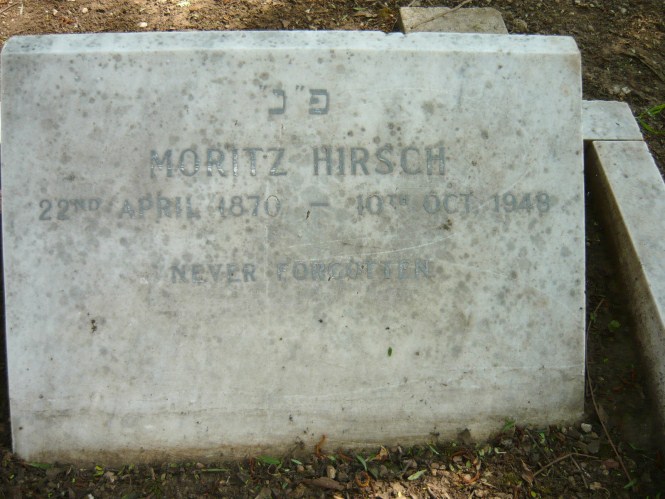 פ"נ
MORITZ HIRSCH
22ND APRIL 1870 — 10TH OCT. 1948
NEVER FORGOTTEN